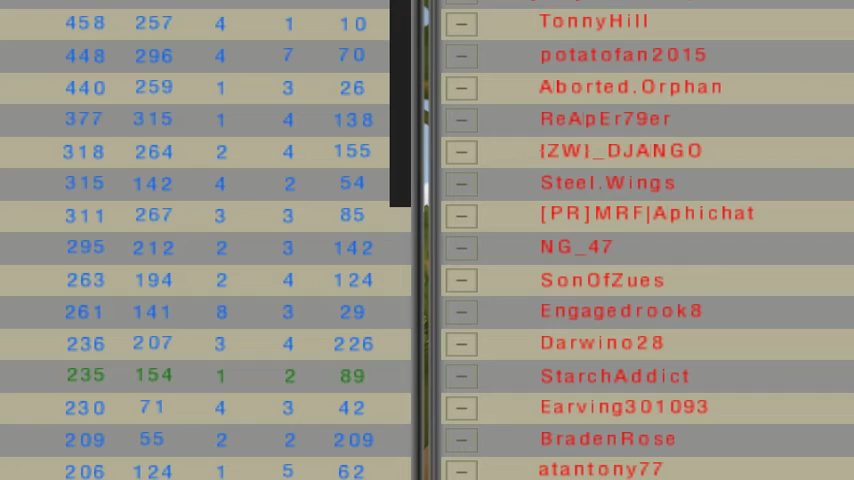 458 257 4 1 10 TonnyHill
448 296 4 7 70 potatofan2015
440 259 1 3 26 Aborted.Orphan
377 315 1 4 138 ReApEr79er
318 264 2 4 155 {ZW}_DJANGO
315 142 4 2 54 Steel.Wings
311 267 3 3 85 [PR]MRF|Aphichat
295 212 2 3 142 NG_47
263 194 2 4 124 SonOfZues
261 141 8 3 29 Engagedrook8
236 207 3 4 226 Darwino28
235 154 1 2 89 StarchAddict
230 71 4 3 42 Earving301093
209 55 2 2 209 BradenRose
206 124 1 5 62 atantony77